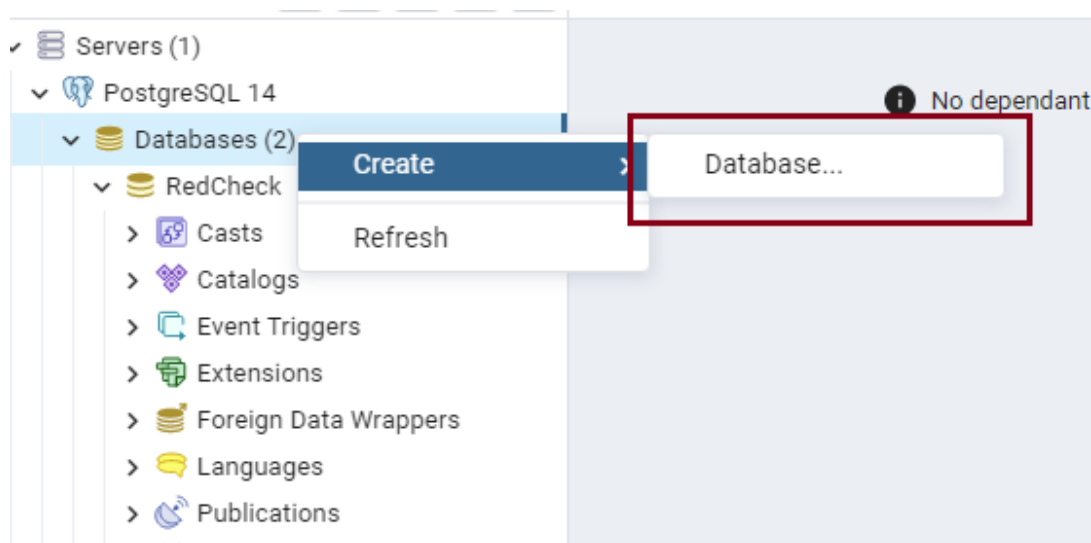 Servers (1)
PostgreSQL 14
No dependant
Databases (2)
Create
Database...
RedCheck
Casts
Refresh
Catalogs
Event Triggers
Extensions
Foreign Data Wrappers
Languages
Publications